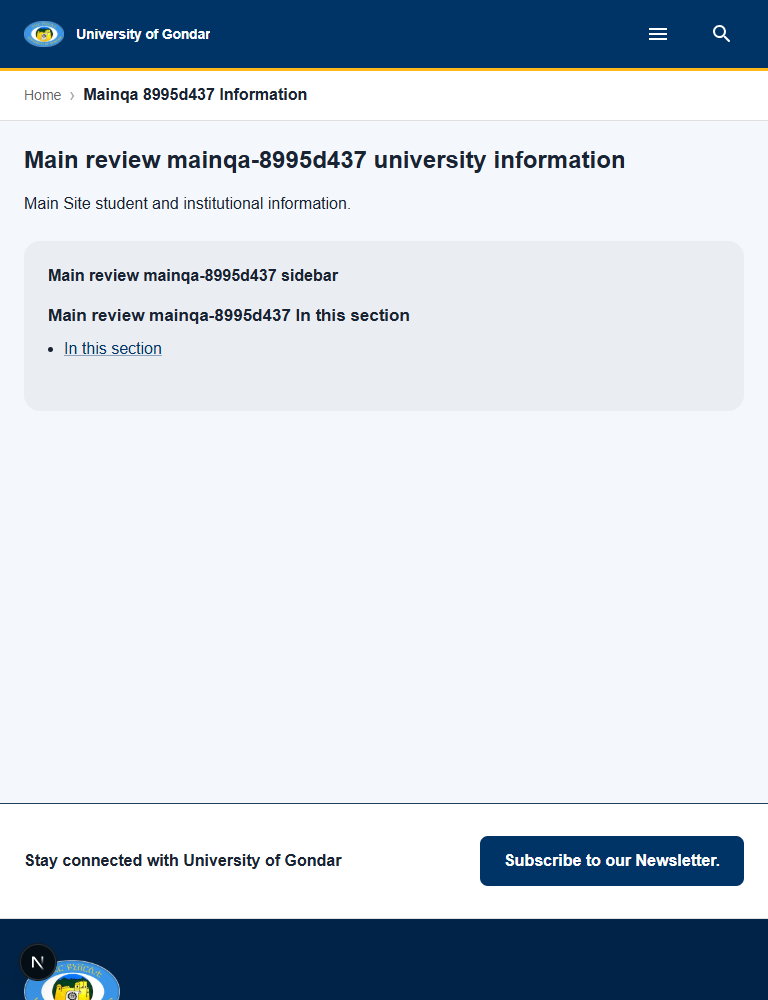 University of Gondar
Home › Mainqa 8995d437 Information
Main review mainqa-8995d437 university information
Main Site student and institutional information.
Main review mainqa-8995d437 sidebar
Main review mainqa-8995d437 In this section
• In this section
Stay connected with University of Gondar
Subscribe to our Newsletter.
N